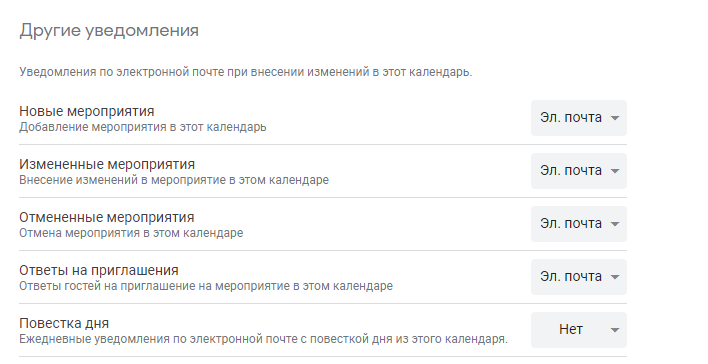 Другие уведомления
Уведомления по электронной почте при внесении изменений в этот календарь.
Новые мероприятия
Добавление мероприятия в этот календарь
Эл. почта
Измененные мероприятия
Внесение изменений в мероприятие в этом календаре
Эл. почта
Отмененные мероприятия
Отмена мероприятия в этом календаре
Эл. почта
Ответы на приглашения
Ответы гостей на приглашение на мероприятие в этом календаре
Эл. почта
Повестка дня
Ежедневные уведомления по электронной почте с повесткой дня из этого календаря.
Нет